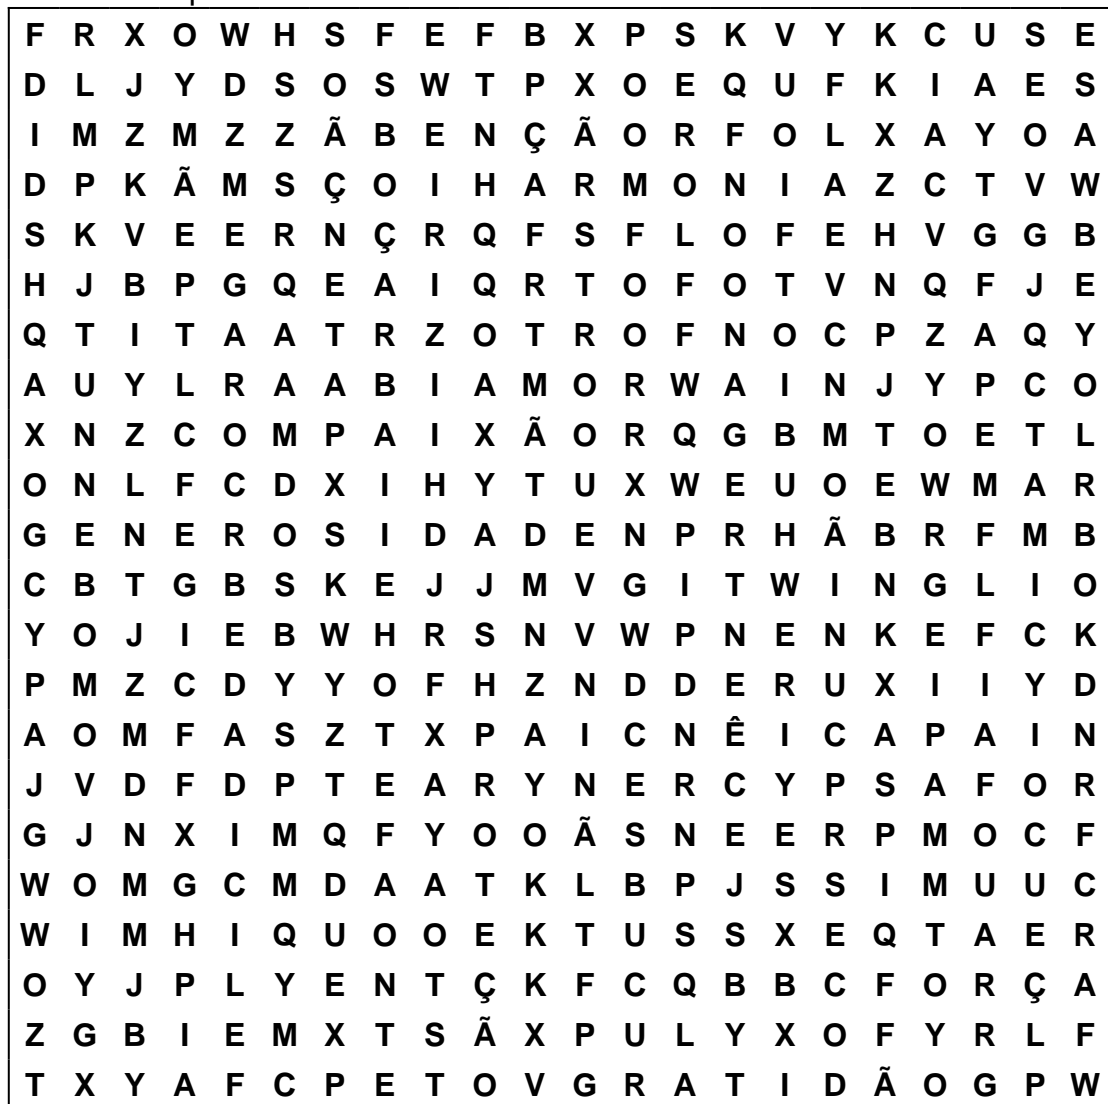 F R X O W H S F E F B X P S K V Y K C U S E
D L J Y D S O S W T P X O E Q U F K I A E S
I M Z M Z Z Ã B E N Ç Ã O R F O L X A Y O A
D P K Ã M S Ç O I H A R M O N I A Z C T V W
S K V E E R N Ç R Q F S F L O F E H V G G B
H J B P G Q E A I Q R T O F O T V N Q F J E
Q T I T A A T R Z O T R O F N O C P Z A Q Y
A U Y L R A A B I A M O R W A I N J Y P C O
X N Z C O M P A I X Ã O R Q G B M T O E T L
O N L F C D X I H Y T U X W E U O E W M A R
G E N E R O S I D A D E N P R H Ã B R F M B
C B T G B S K E J J M V G I T W I N G L I O
Y O J I E B W H R S N V W P N E N K E F C K
P M Z C D Y Y O F H Z N D D E R U X I I Y D
A O M F A S Z T X P A I C N Ê I C A P A I N
J V D F D P T E A R Y N E R C Y P S A F O R
G J N X I M Q F Y O O Ã S N E E R P M O C F
W O M G C M D A A T K L B P J S S I M U U C
W I M H I Q U O O E K T U S S X E Q T A E R
O Y J P L Y E N T Ç K F C Q B B C F O R Ç A
Z G B I E M X T S Ã X P U L Y X O F Y R L F
T X Y A F C P E T O V G R A T I D Ã O G P W